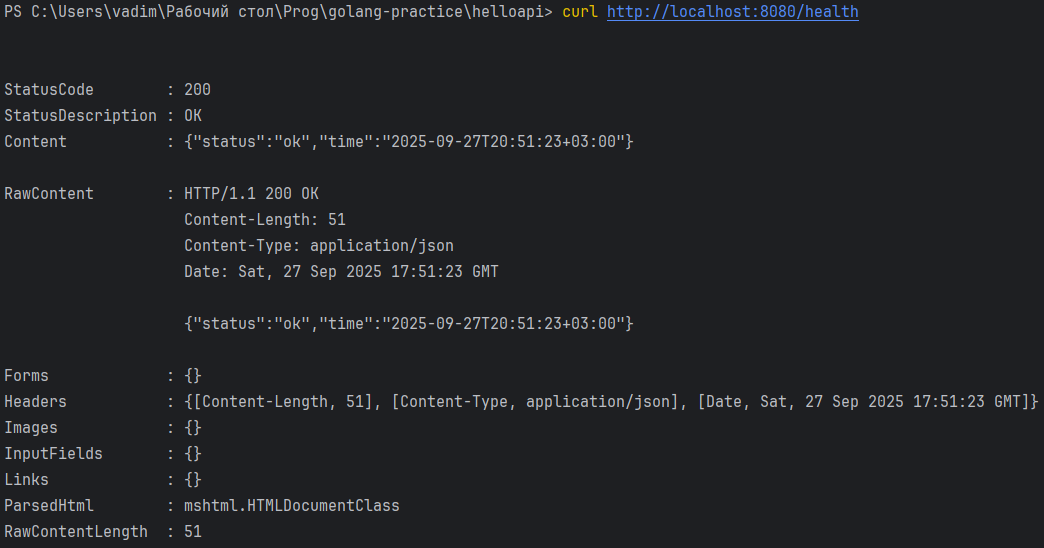 PS C:\Users\vadim\Рабочий стол\Prog\golang-practice\helloapi> curl http://localhost:8080/health
StatusCode        : 200
StatusDescription : OK
Content           : {"status":"ok","time":"2025-09-27T20:51:23+03:00"}
RawContent        : HTTP/1.1 200 OK
                    Content-Length: 51
                    Content-Type: application/json
                    Date: Sat, 27 Sep 2025 17:51:23 GMT
                    {"status":"ok","time":"2025-09-27T20:51:23+03:00"}
Forms             : {}
Headers           : {[Content-Length, 51], [Content-Type, application/json], [Date, Sat, 27 Sep 2025 17:51:23 GMT]}
Images            : {}
InputFields       : {}
Links             : {}
ParsedHtml        : mshtml.HTMLDocumentClass
RawContentLength  : 51